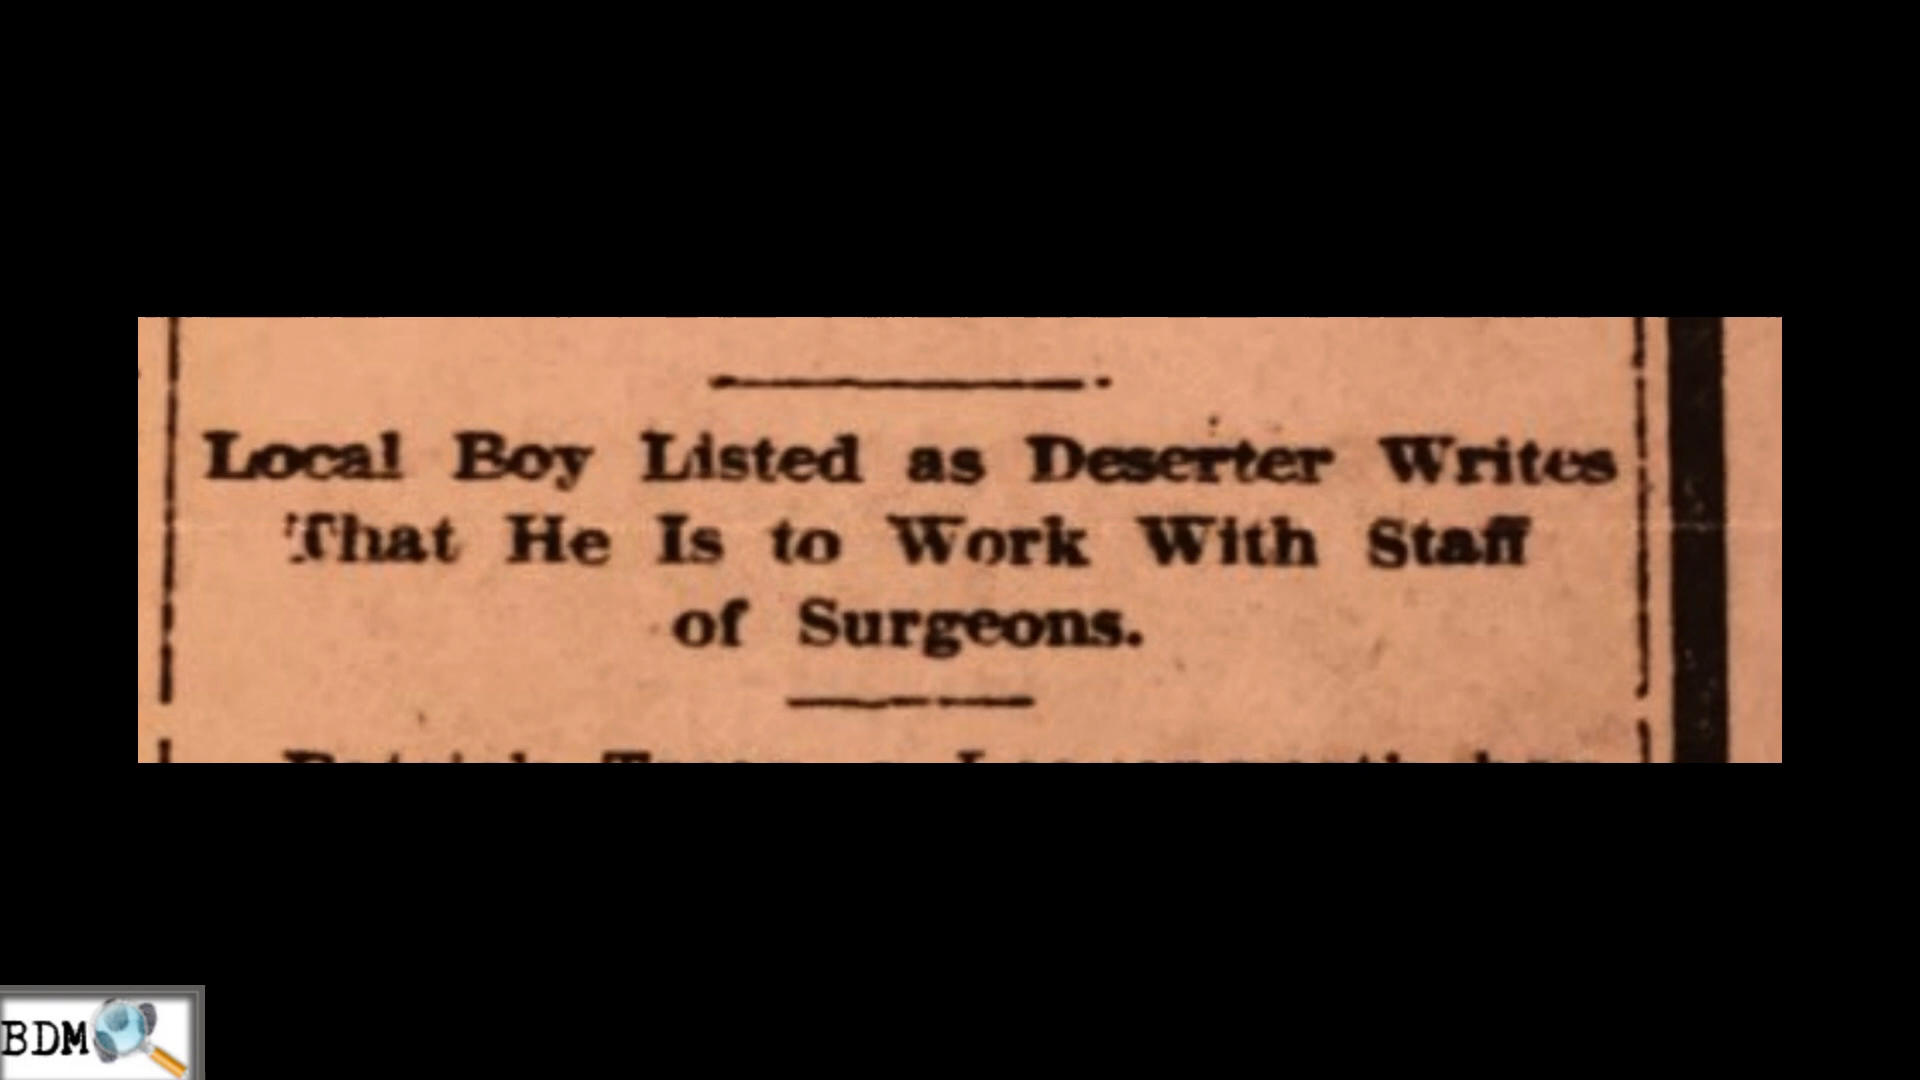 Local Boy Listed as Deserter Writes
That He Is to Work With Staff
of Surgeons.
BDM